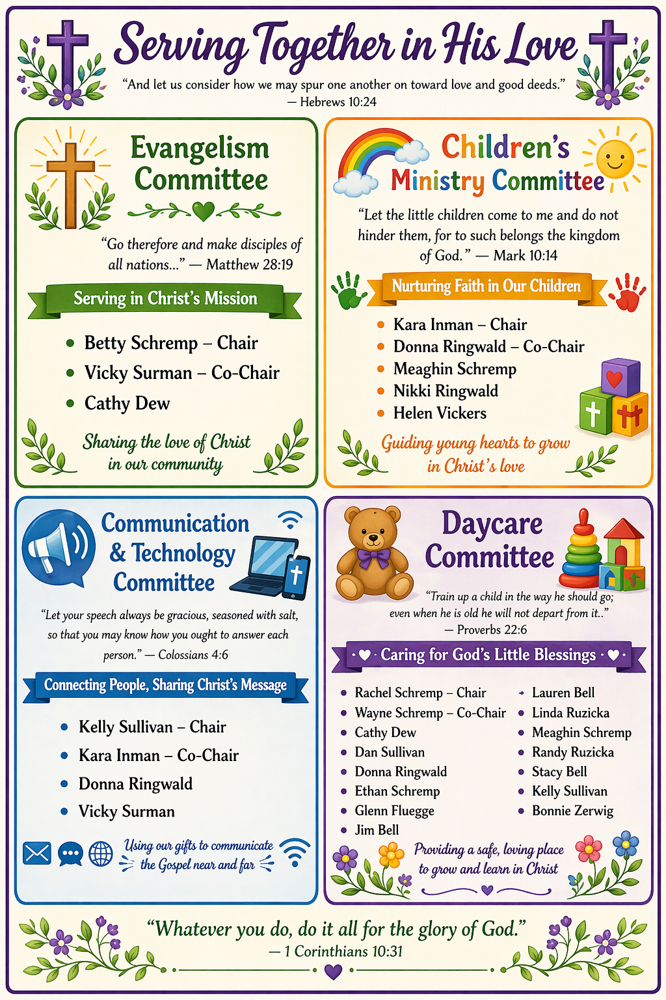 Serving Together in His Love
“And let us consider how we may spur one another on toward love and good deeds.”
— Hebrews 10:24
Evangelism
Committee
“Go therefore and make disciples of
all nations...” — Matthew 28:19
Serving in Christ’s Mission
• Betty Schremp – Chair
• Vicky Surman – Co-Chair
• Cathy Dew
Sharing the love of Christ
in our community
Children’s
Ministry Committee
“Let the little children come to me and do not
hinder them, for to such belongs the kingdom
of God.” — Mark 10:14
Nurturing Faith in Our Children
• Kara Inman – Chair
• Donna Ringwald – Co-Chair
• Meaghin Schremp
• Nikki Ringwald
• Helen Vickers
Guiding young hearts to grow
in Christ’s love
Communication
& Technology
Committee
“Let your speech always be gracious, seasoned with salt,
so that you may know how you ought to answer each
person.” — Colossians 4:6
Connecting People, Sharing Christ’s Message
• Kelly Sullivan – Chair
• Kara Inman – Co-Chair
• Donna Ringwald
• Vicky Surman
Using our gifts to communicate
the Gospel near and far
Daycare
Committee
“Train up a child in the way he should go;
even when he is old he will not depart from it..”
— Proverbs 22:6
Caring for God’s Little Blessings
• Rachel Schremp – Chair
• Wayne Schremp – Co-Chair
• Cathy Dew
• Dan Sullivan
• Donna Ringwald
• Ethan Schremp
• Glenn Fluegge
• Jim Bell
• Lauren Bell
• Linda Ruzicka
• Meaghin Schremp
• Randy Ruzicka
• Stacy Bell
• Kelly Sullivan
• Bonnie Zerwig
Providing a safe, loving place
to grow and learn in Christ
“Whatever you do, do it all for the glory of God.”
— 1 Corinthians 10:31